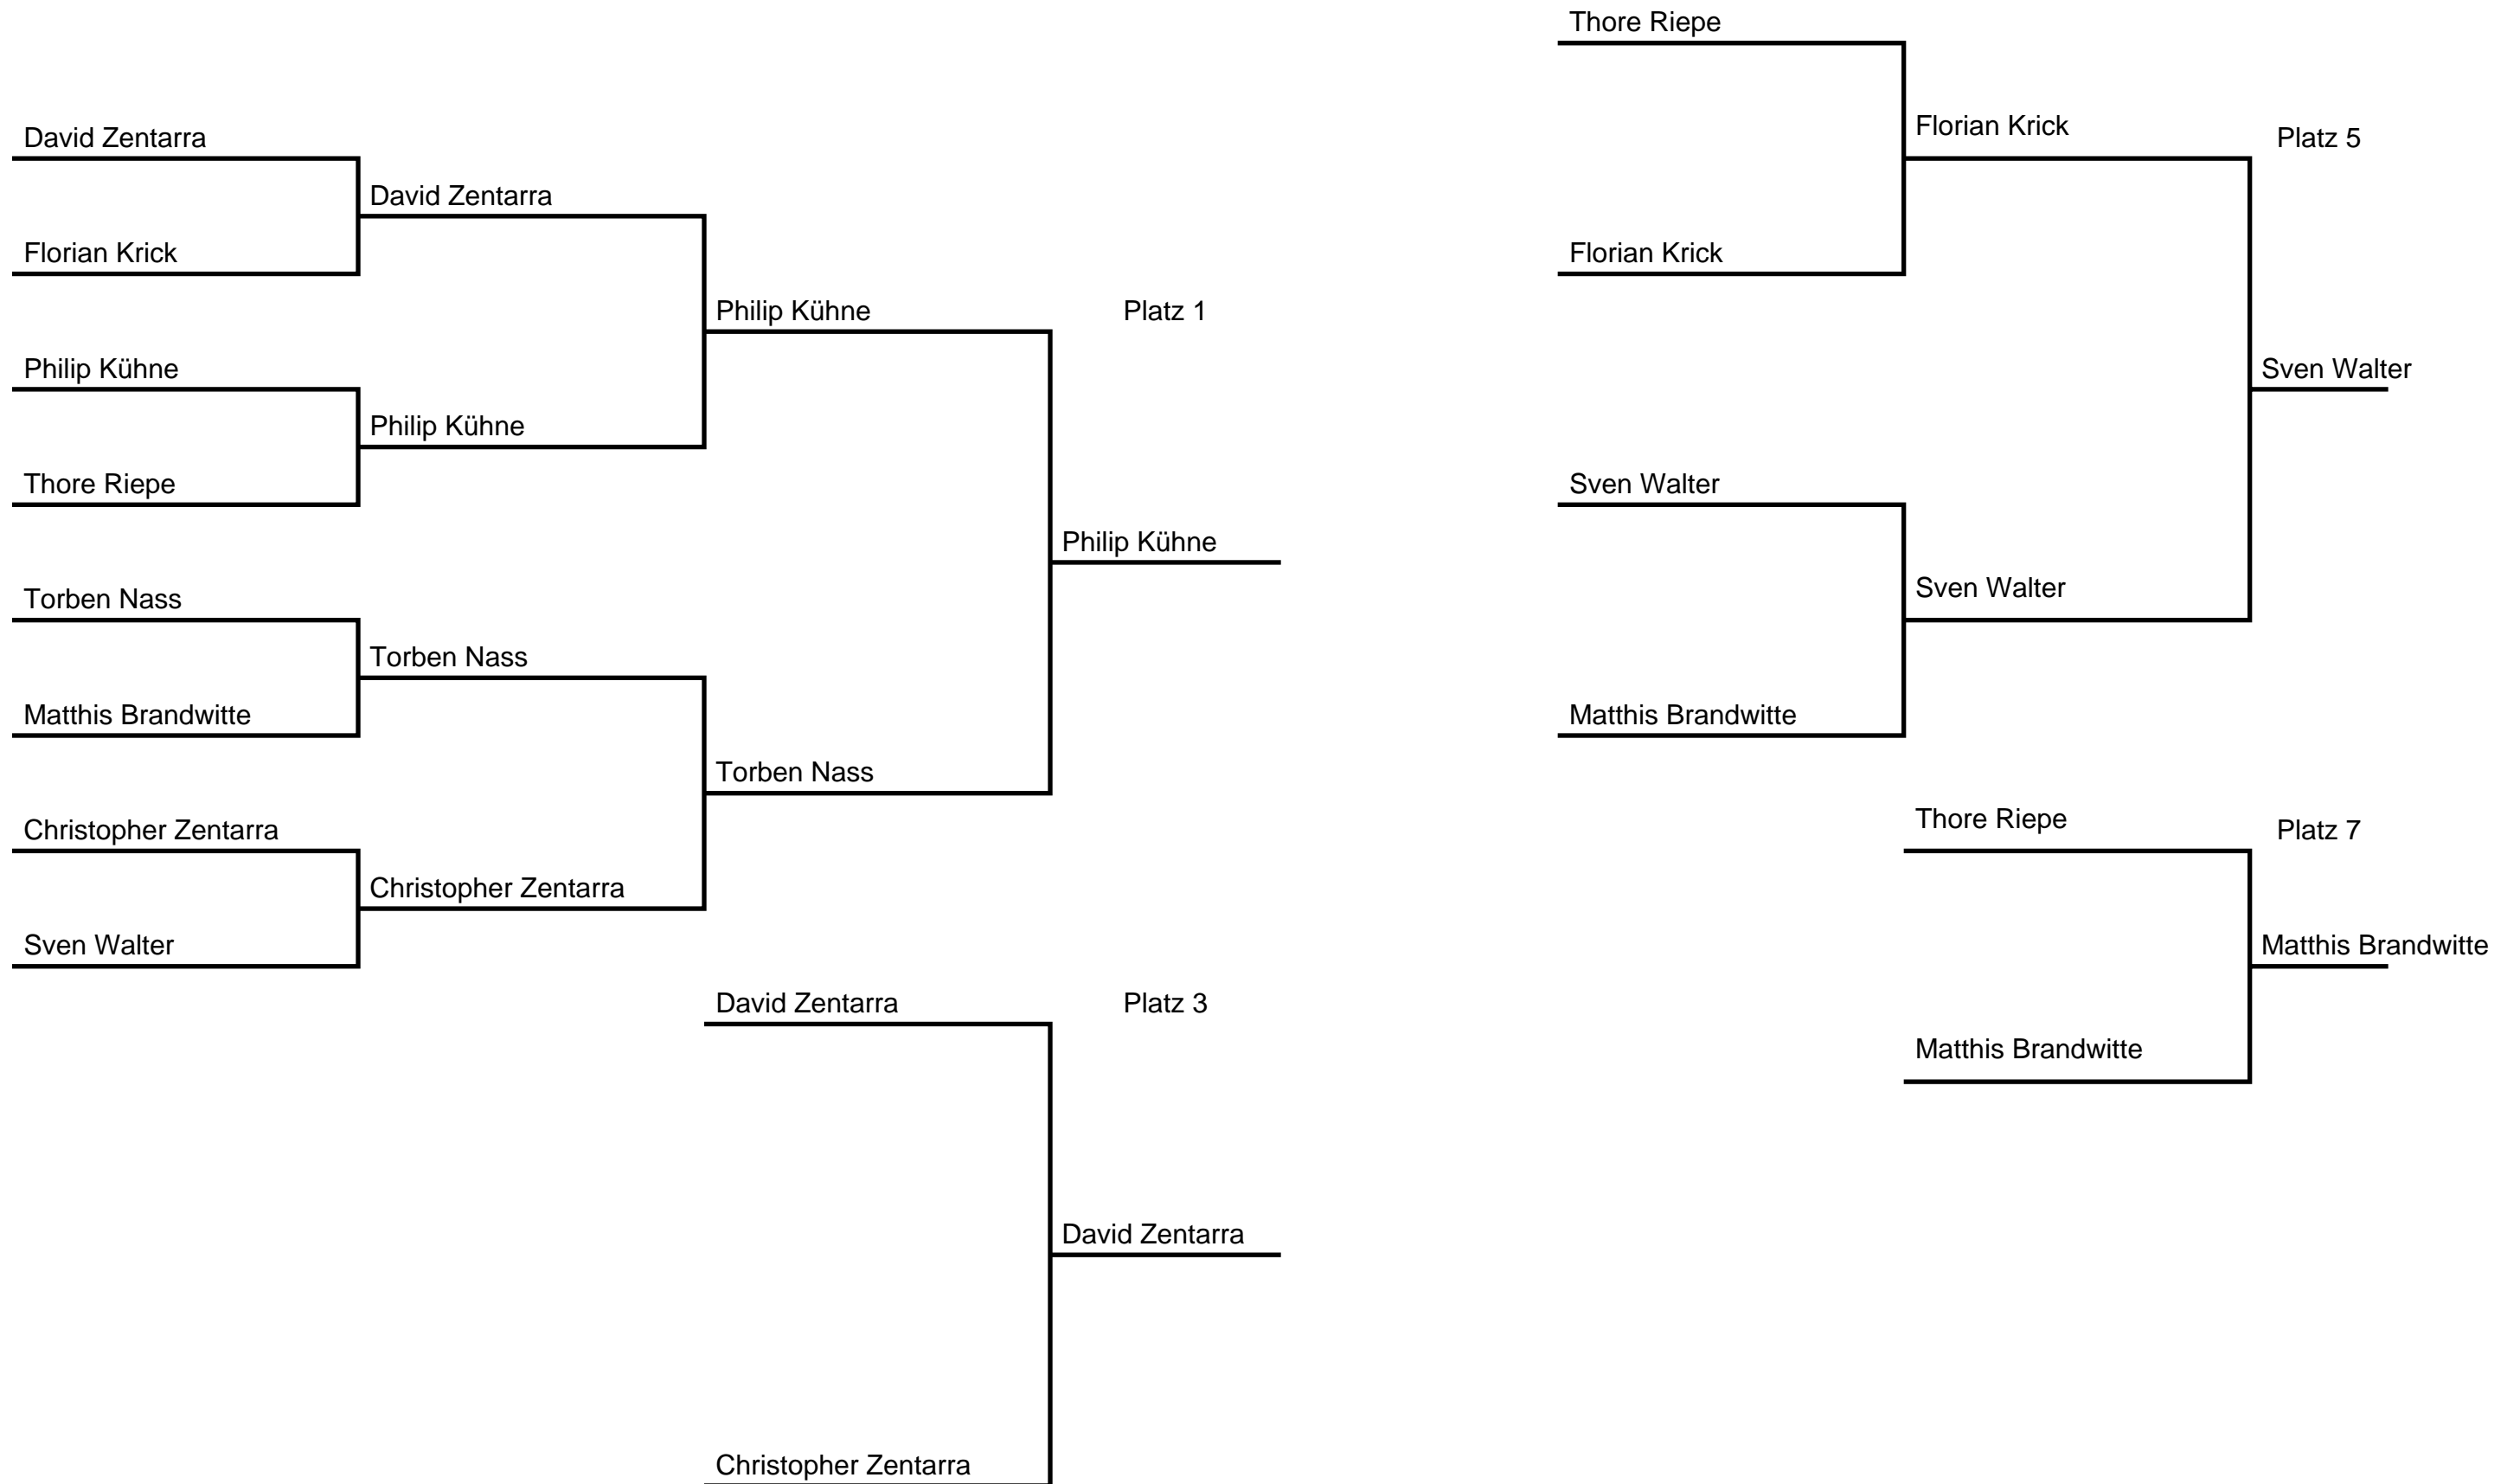 Thore Riepe
Florian Krick
Platz 5
David Zentarra
David Zentarra
Florian Krick
Florian Krick
Philip Kühne
Platz 1
Philip Kühne
Sven Walter
Philip Kühne
Thore Riepe
Sven Walter
Philip Kühne
Sven Walter
Torben Nass
Torben Nass
Matthis Brandwitte
Matthis Brandwitte
Torben Nass
Thore Riepe
Platz 7
Christopher Zentarra
Christopher Zentarra
Sven Walter
Matthis Brandwitte
David Zentarra
Platz 3
Matthis Brandwitte
David Zentarra
Christopher Zentarra